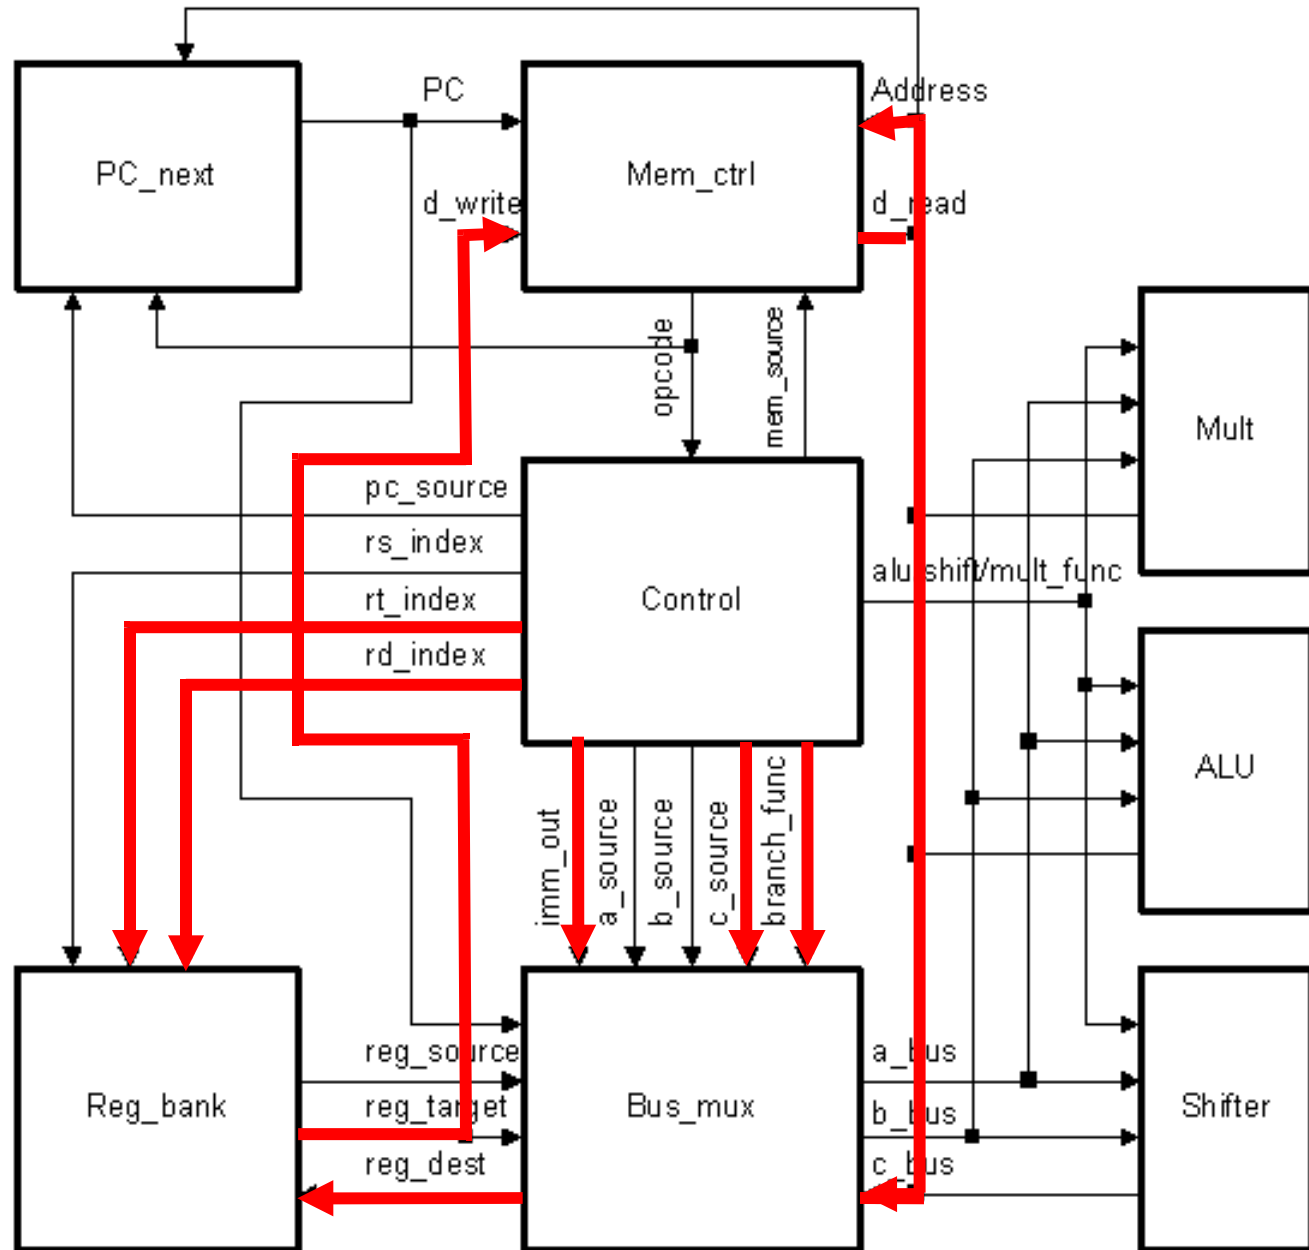 PC
Address
PC_next
Mem_ctrl
d_write
d_read
opcode
mem_source
Mult
pc_source
rs_index
alu/shift/mult_func
rt_index
Control
rd_index
ALU
imm_out
a_source
b_source
c_source
branch_func
reg_source
a_bus
Reg_bank
reg_target
Bus_mux
b_bus
Shifter
reg_dest
c_bus